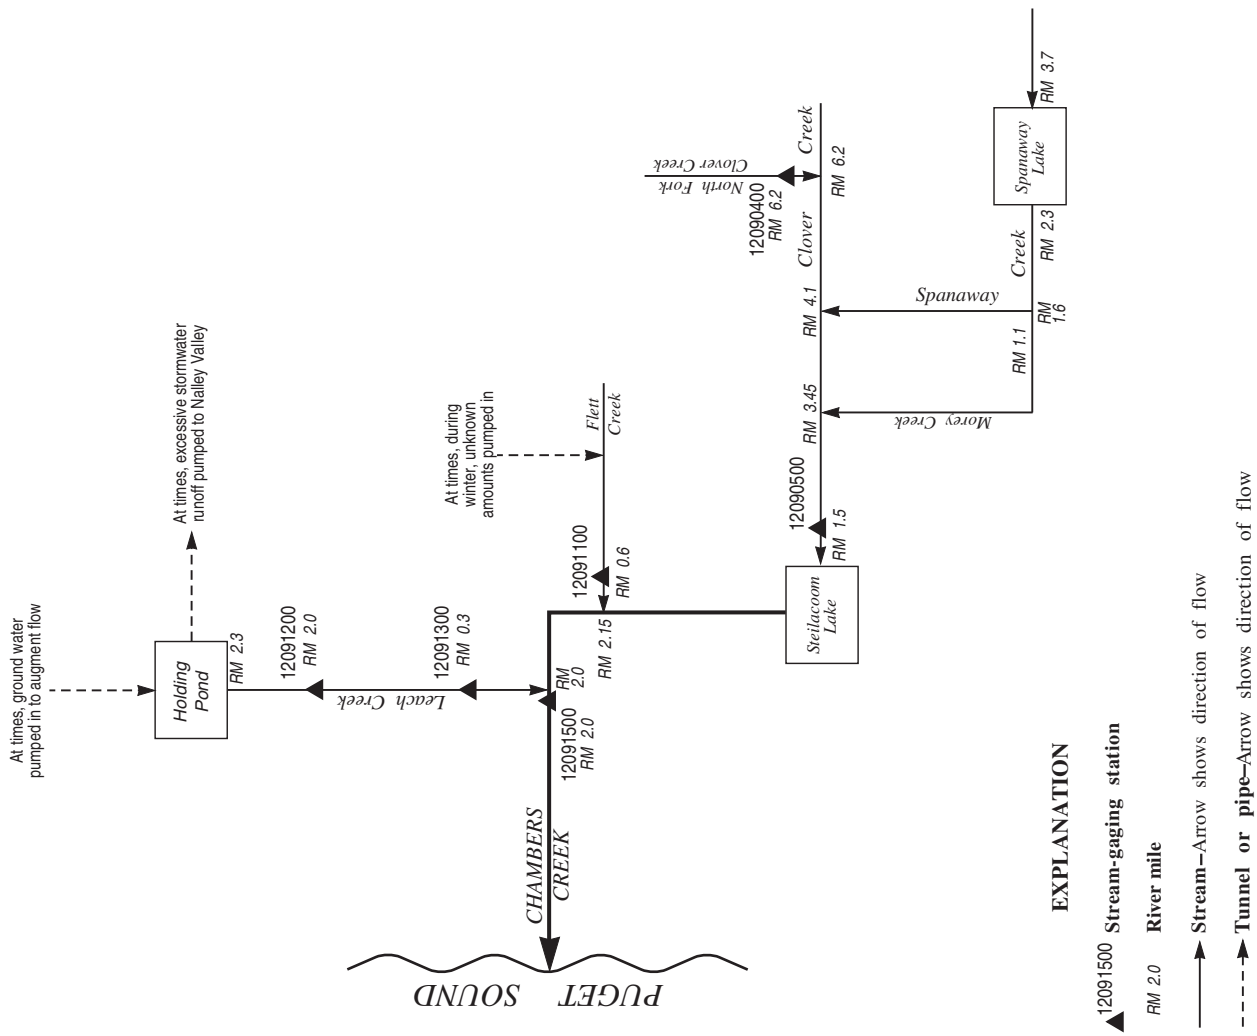 At times, ground water
pumped in to augment flow
Holding
Pond
At times, excessive stormwater
runoff pumped to Nalley Valley
RM 2.3
12091200
RM 2.0
Leach Creek
12091300
RM 0.3
RM
2.0
12091500
RM 2.0
CHAMBERS
CREEK
PUGET SOUND
At times, during
winter, unknown
amounts pumped in
Flett
Creek
12091100
RM 0.6
RM 2.15
Steilacoom
Lake
12090500
RM 1.5
RM 3.45
Morey Creek
RM 4.1
Clover Creek
North Fork
Clover Creek
12090400
RM 6.2
RM 6.2
Spanaway Creek
RM 1.1
RM
1.6
RM 2.3
Spanaway
Lake
RM 3.7
EXPLANATION
12091500 Stream-gaging station
RM 2.0 River mile
Stream—Arrow shows direction of flow
Tunnel or pipe—Arrow shows direction of flow